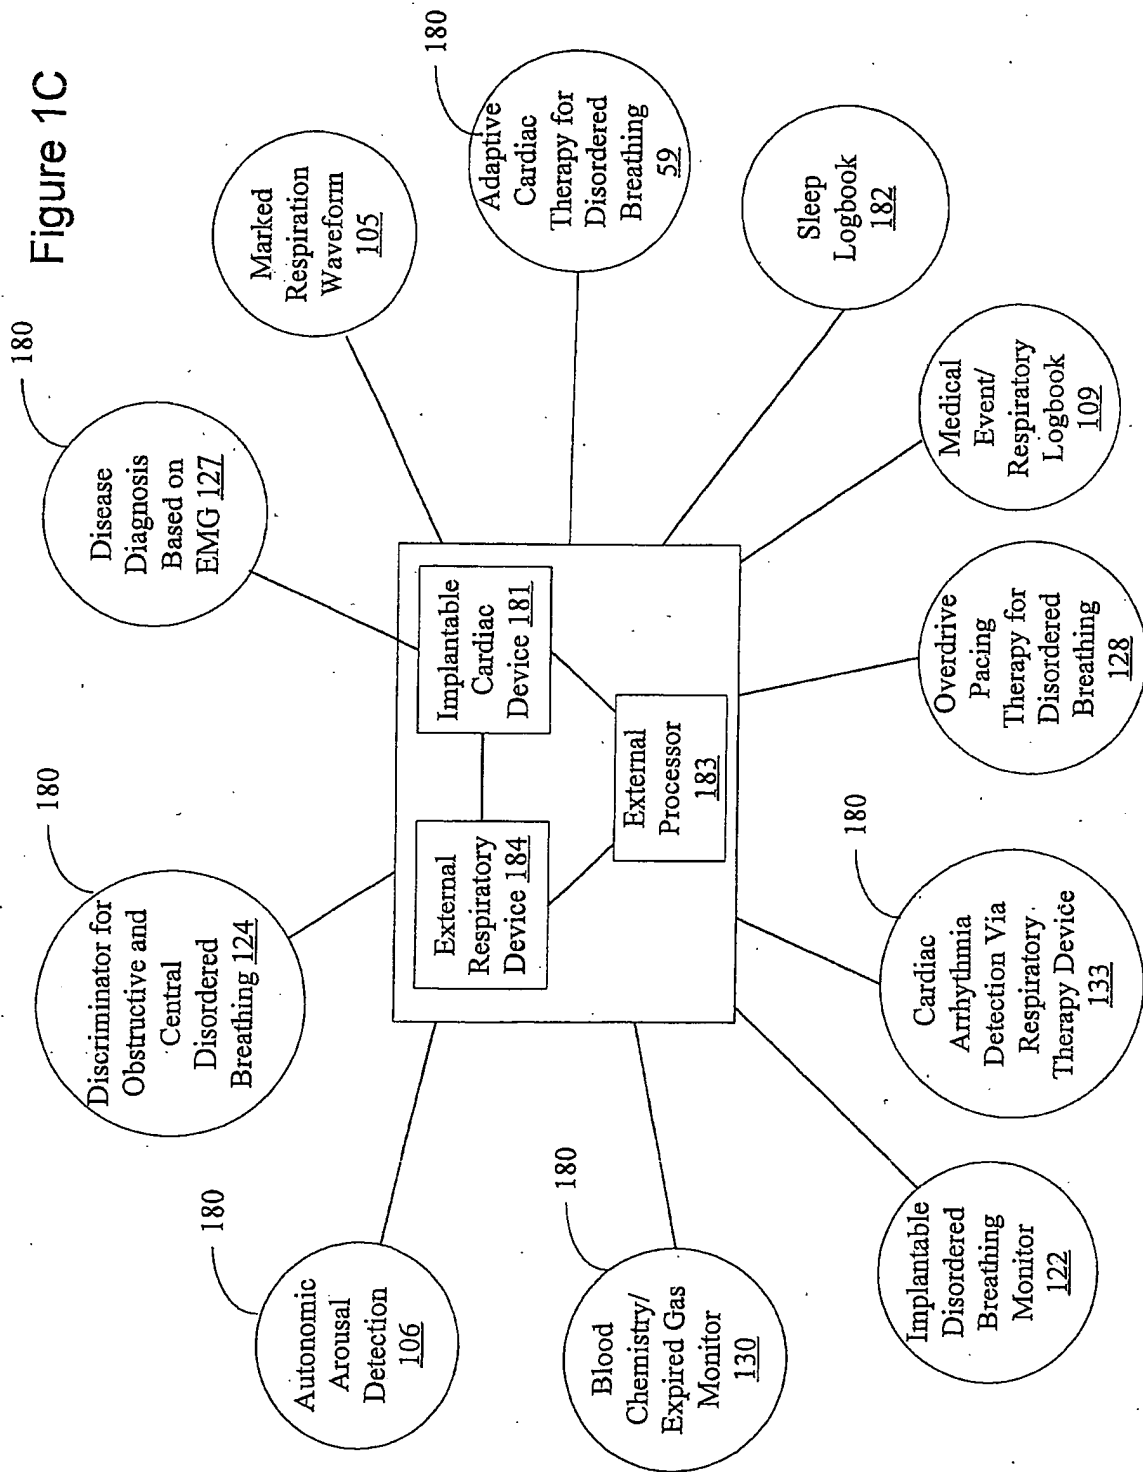 Figure 1C
180
Autonomic
Arousal
Detection
106
180
Discriminator for
Obstructive and
Central
Disordered
Breathing 124
180
Disease
Diagnosis
Based on
EMG 127
Marked
Respiration
Waveform
105
180
Adaptive
Cardiac
Therapy for
Disordered
Breathing
59
180
Blood
Chemistry/
Expired Gas
Monitor
130
External
Respiratory
Device 184
Implantable
Cardiac
Device 181
External
Processor
183
Sleep
Logbook
182
Implantable
Disordered
Breathing
Monitor
122
180
Cardiac
Arrhythmia
Detection Via
Respiratory
Therapy Device
133
Overdrive
Pacing
Therapy for
Disordered
Breathing
128
Medical
Event/
Respiratory
Logbook
109